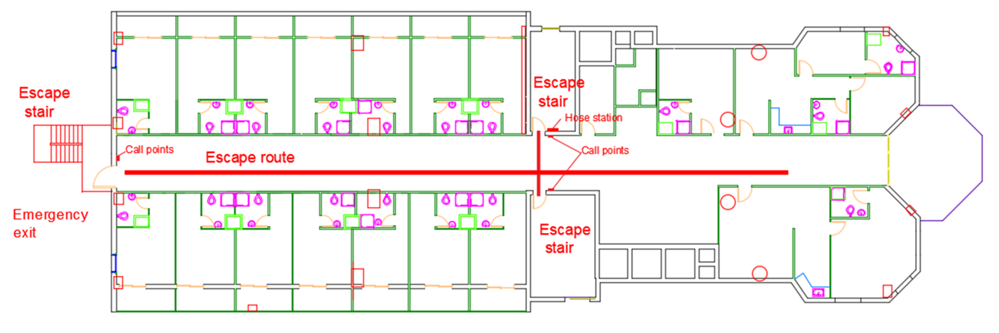 Escape
stair
Escape
stair
Hose station
Call points
Call points
Escape route
Emergency
exit
Escape
stair